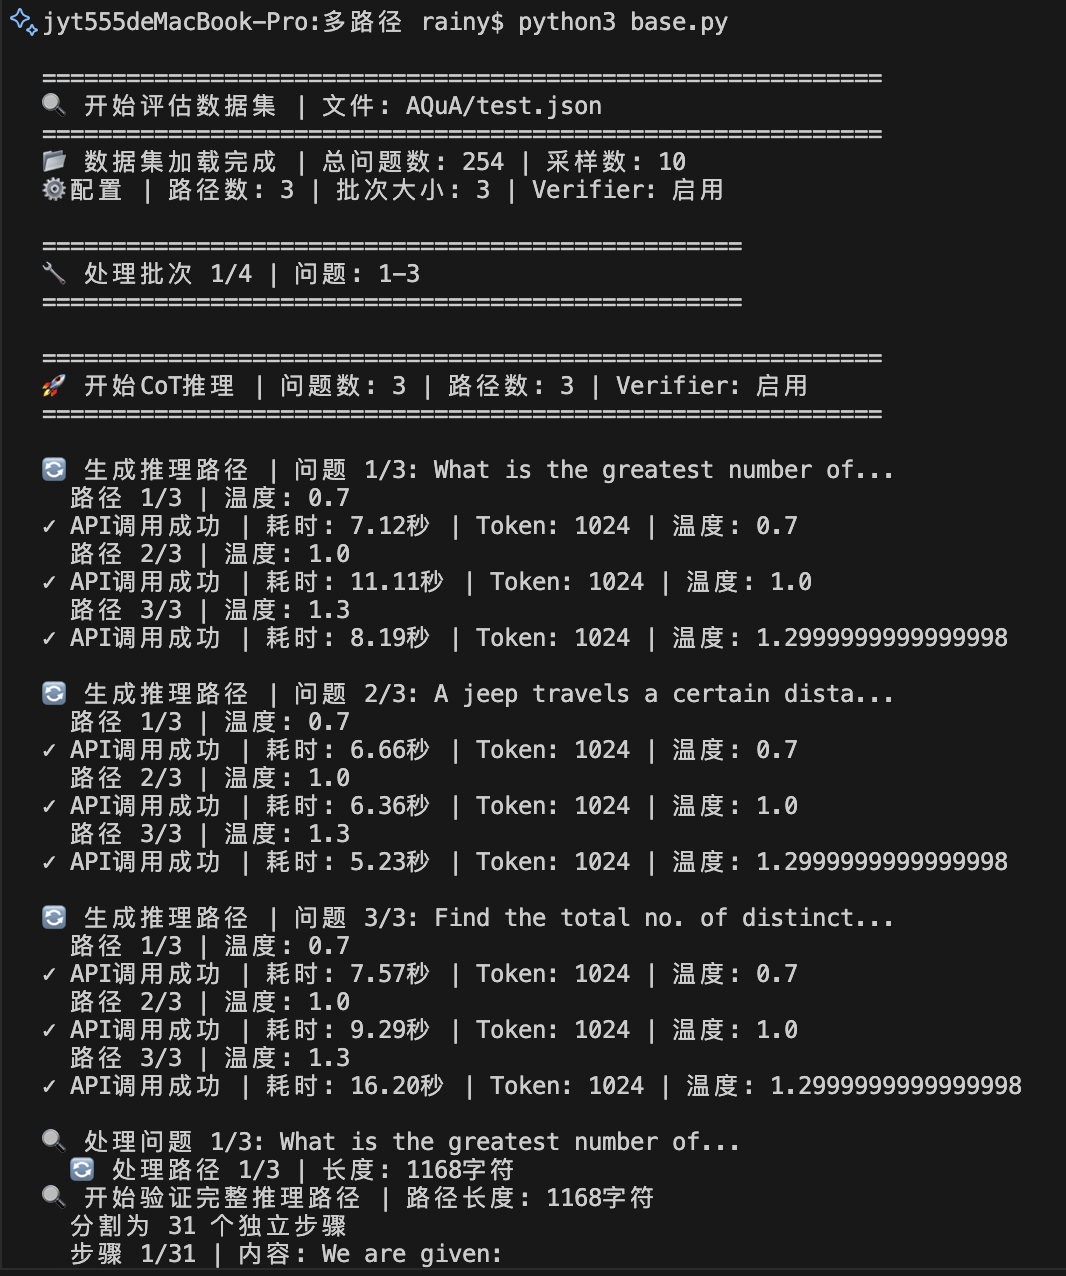 jyt555deMacBook-Pro:多路径 rainy$ python3 base.py
============================================================
🔍 开始评估数据集 | 文件: AQuA/test.json
============================================================
📂 数据集加载完成 | 总问题数: 254 | 采样数: 10
⚙️配置 | 路径数: 3 | 批次大小: 3 | Verifier: 启用
==================================================
🔧 处理批次 1/4 | 问题: 1-3
==================================================
============================================================
🚀 开始CoT推理 | 问题数: 3 | 路径数: 3 | Verifier: 启用
============================================================
🔄 生成推理路径 | 问题 1/3: What is the greatest number of...
路径 1/3 | 温度: 0.7
✓ API调用成功 | 耗时: 7.12秒 | Token: 1024 | 温度: 0.7
路径 2/3 | 温度: 1.0
✓ API调用成功 | 耗时: 11.11秒 | Token: 1024 | 温度: 1.0
路径 3/3 | 温度: 1.3
✓ API调用成功 | 耗时: 8.19秒 | Token: 1024 | 温度: 1.2999999999999998
🔄 生成推理路径 | 问题 2/3: A jeep travels a certain dista...
路径 1/3 | 温度: 0.7
✓ API调用成功 | 耗时: 6.66秒 | Token: 1024 | 温度: 0.7
路径 2/3 | 温度: 1.0
✓ API调用成功 | 耗时: 6.36秒 | Token: 1024 | 温度: 1.0
路径 3/3 | 温度: 1.3
✓ API调用成功 | 耗时: 5.23秒 | Token: 1024 | 温度: 1.2999999999999998
🔄 生成推理路径 | 问题 3/3: Find the total no. of distinct...
路径 1/3 | 温度: 0.7
✓ API调用成功 | 耗时: 7.57秒 | Token: 1024 | 温度: 0.7
路径 2/3 | 温度: 1.0
✓ API调用成功 | 耗时: 9.29秒 | Token: 1024 | 温度: 1.0
路径 3/3 | 温度: 1.3
✓ API调用成功 | 耗时: 16.20秒 | Token: 1024 | 温度: 1.2999999999999998
🔍 处理问题 1/3: What is the greatest number of...
🔄 处理路径 1/3 | 长度: 1168字符
🔍 开始验证完整推理路径 | 路径长度: 1168字符
分割为 31 个独立步骤
步骤 1/31 | 内容: We are given: